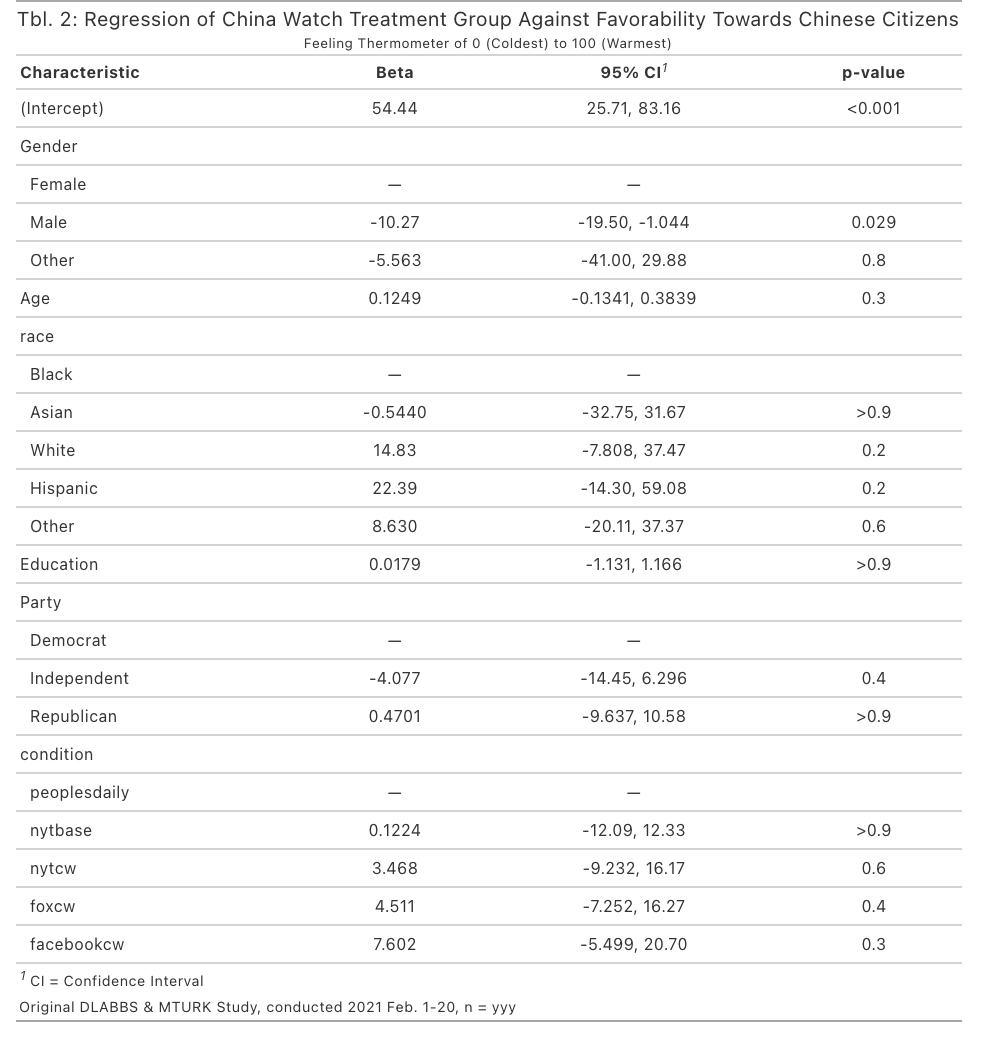 Tbl. 2: Regression of China Watch Treatment Group Against Favorability Towards Chinese Citizens
Feeling Thermometer of 0 (Coldest) to 100 (Warmest)
Characteristic Beta 95% CI1 p-value
(Intercept) 54.44 25.71, 83.16 <0.001
Gender
Female — —
Male -10.27 -19.50, -1.044 0.029
Other -5.563 -41.00, 29.88 0.8
Age 0.1249 -0.1341, 0.3839 0.3
race
Black — —
Asian -0.5440 -32.75, 31.67 >0.9
White 14.83 -7.808, 37.47 0.2
Hispanic 22.39 -14.30, 59.08 0.2
Other 8.630 -20.11, 37.37 0.6
Education 0.0179 -1.131, 1.166 >0.9
Party
Democrat — —
Independent -4.077 -14.45, 6.296 0.4
Republican 0.4701 -9.637, 10.58 >0.9
condition
peoplesdaily — —
nytbase 0.1224 -12.09, 12.33 >0.9
nytcw 3.468 -9.232, 16.17 0.6
foxcw 4.511 -7.252, 16.27 0.4
facebookcw 7.602 -5.499, 20.70 0.3
1 CI = Confidence Interval
Original DLABBS & MTURK Study, conducted 2021 Feb. 1-20, n = yyy